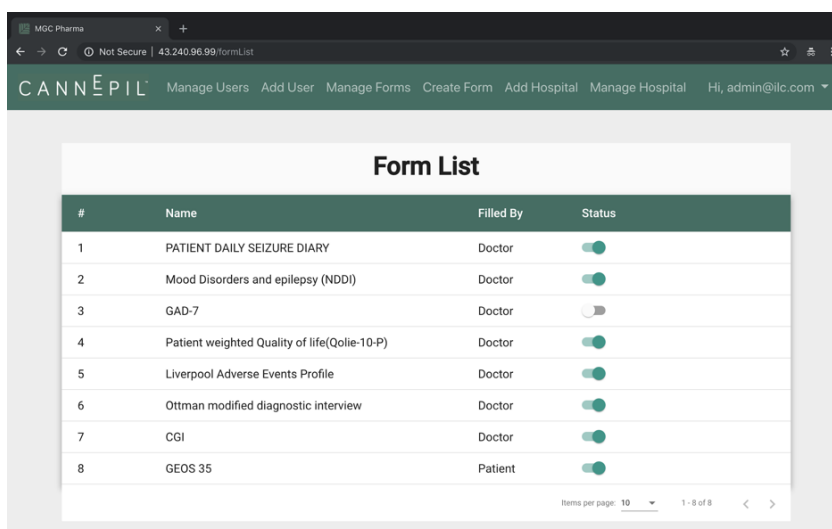 MGC Pharma
Not Secure | 43.240.96.99/formList
CANNEPIL Manage Users Add User Manage Forms Create Form Add Hospital Manage Hospital Hi, admin@ilc.com
Form List
# Name Filled By Status
1 PATIENT DAILY SEIZURE DIARY Doctor
2 Mood Disorders and epilepsy (NDDI) Doctor
3 GAD-7 Doctor
4 Patient weighted Quality of life(Qolie-10-P) Doctor
5 Liverpool Adverse Events Profile Doctor
6 Ottman modified diagnostic interview Doctor
7 CGI Doctor
8 GEOS 35 Patient
Items per page: 10 1 - 8 of 8